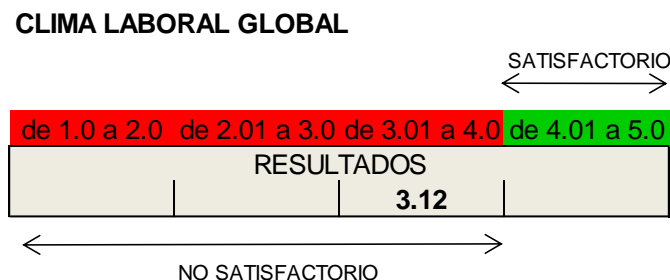 CLIMA LABORAL GLOBAL
SATISFACTORIO
de 1.0 a 2.0 de 2.01 a 3.0 de 3.01 a 4.0 de 4.01 a 5.0
RESULTADOS
3.12
NO SATISFACTORIO